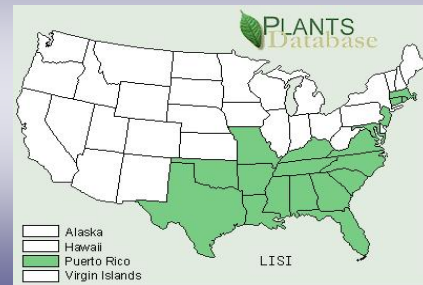 PLANTS
Database
Alaska
Hawaii
Puerto Rico
Virgin Islands
LISI